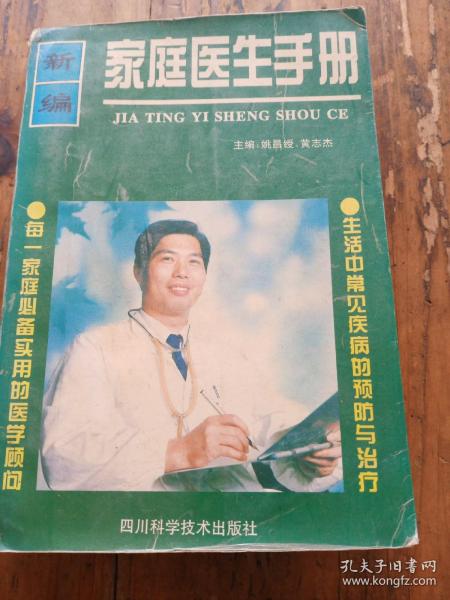 新编
家庭医生手册
JIA TING YI SHENG SHOU CE
主编：姚昌绶、黄志杰
●每一家庭必备实用的医学顾问
●生活中常见疾病的预防与治疗
四川科学技术出版社
孔夫子旧书网
www.kongfz.com